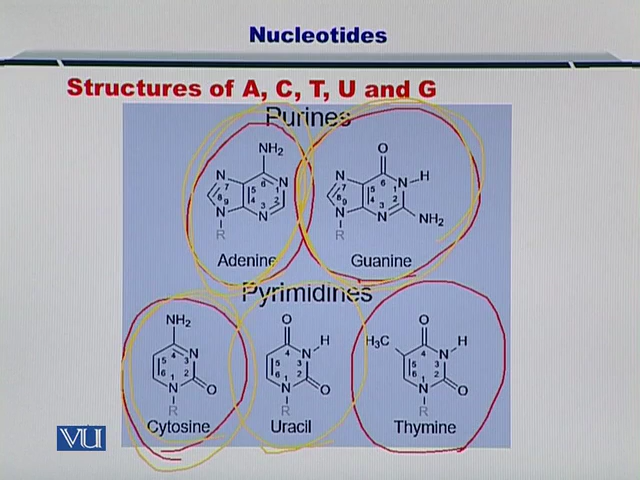 Nucleotides
Structures of A, C, T, U and G
Purines
NH₂
N 7 5 6 1 N
8 9 4 3 2
N N
R
Adenine
O
N 7 5 6 1 N H
8 9 4 3 2
N N NH₂
R
Guanine
Pyrimidines
NH₂
4
5 3 N
6 1 2
N O
R
Cytosine
O
4 H
5 3 N
6 1 2
N O
R
Uracil
O
H₃C 4 H
5 3 N
6 1 2
N O
R
Thymine
VU